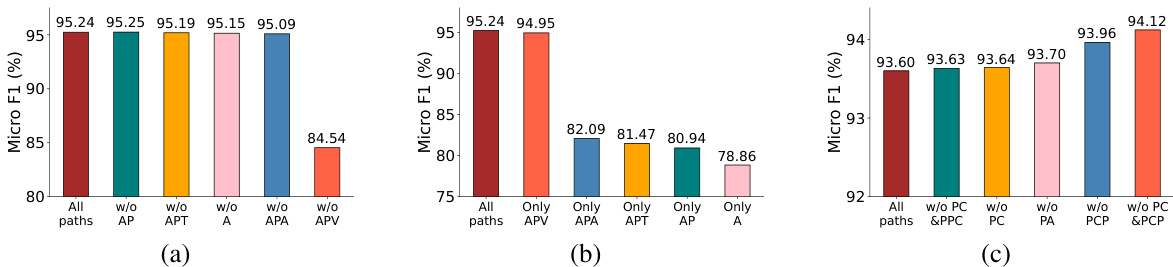 Micro F1 (%)
95
90
85
80
95.24
95.25
95.19
95.15
95.09
84.54
All paths
w/o AP
w/o APT
w/o A
w/o APA
w/o APV
(a)
Micro F1 (%)
95
90
85
80
75
95.24
94.95
82.09
81.47
80.94
78.86
All paths
Only APV
Only APA
Only APT
Only AP
Only A
(b)
Micro F1 (%)
94
93
92
93.60
93.63
93.64
93.70
93.96
94.12
All paths
w/o PC &PPC
w/o PC
w/o PA
w/o PCP
w/o PC &PCP
(c)